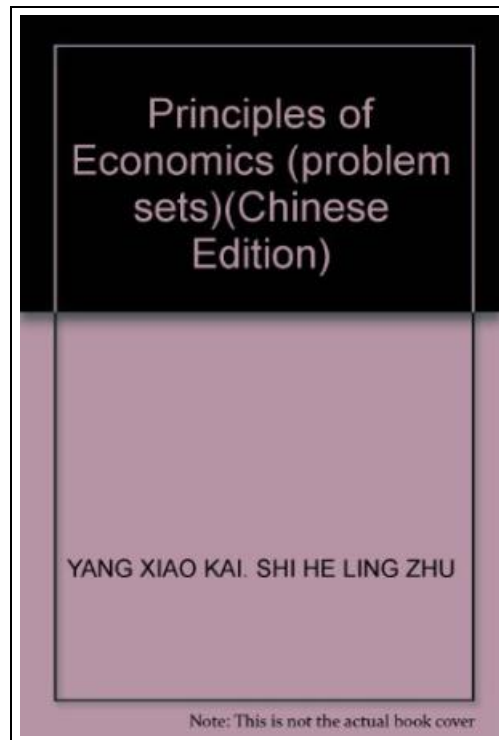 Principles of
Economics (problem
sets)(Chinese
Edition)
YANG XIAO KAI. SHI HE LING ZHU
Note: This is not the actual book cover